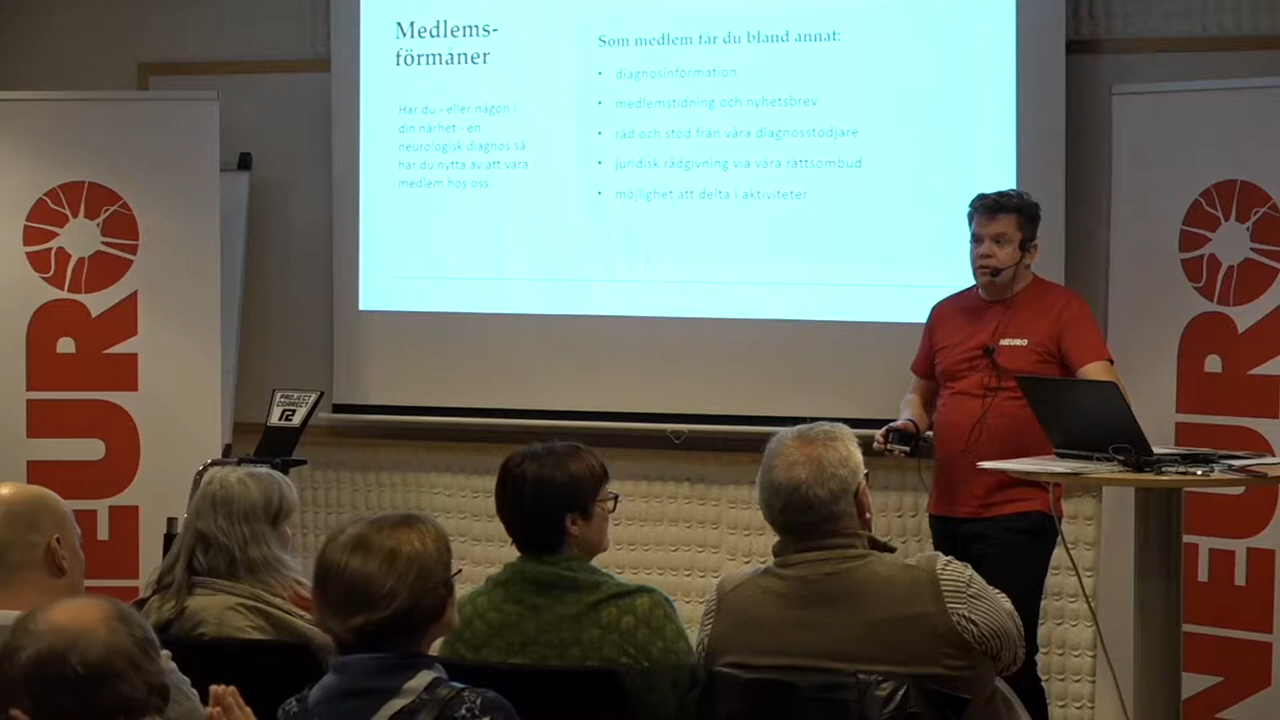 Medlems-
förmåner
Har du - eller någon i
din närhet - en
neurologisk diagnos så
har du nytta av att vara
medlem hos oss.
Som medlem får du bland annat:
• diagnosinformation
• medlemstidning och nyhetsbrev
• råd och stöd från våra diagnosstödjare
• juridisk rådgivning via våra rättsombud
• möjlighet att delta i aktiviteter
NEURO
PROJECT
CORRECT
NEURO
NEURO